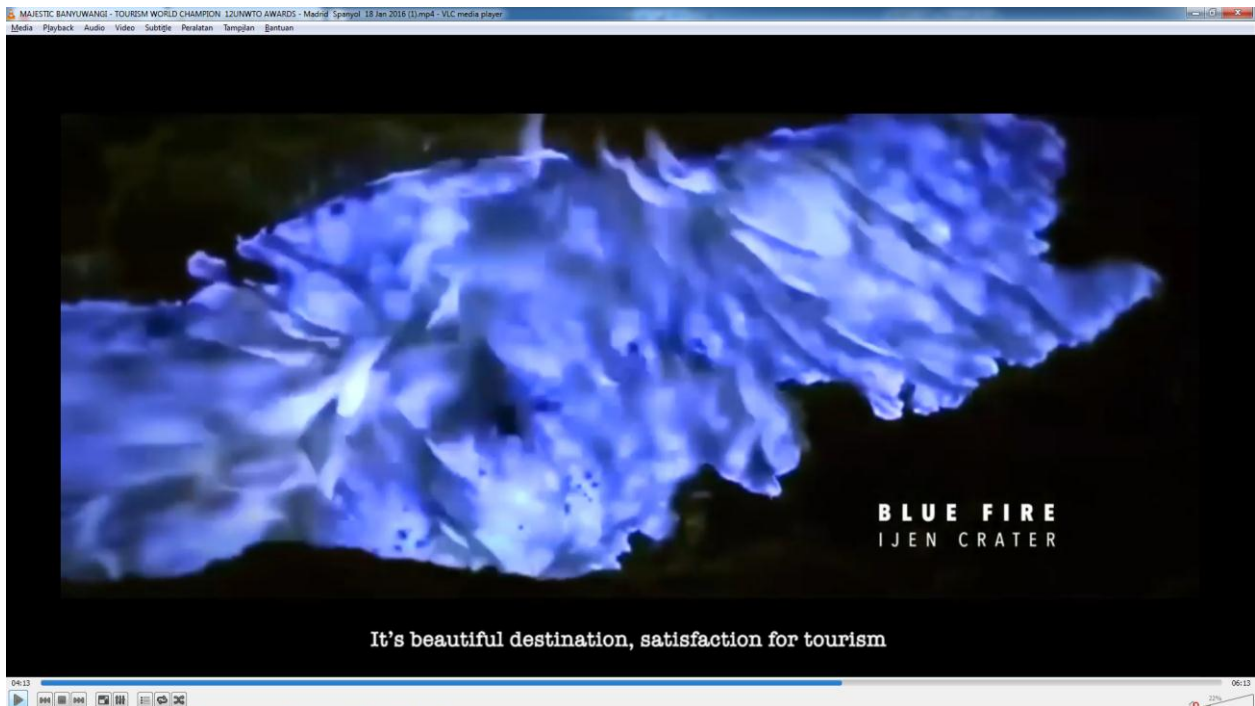 MAJESTIC BANYUWANGI - TOURISM WORLD CHAMPION 12UNWTO AWARDS - Madrid Spanyol 18 Jan 2016 (1).mp4 - VLC media player
Media Playback Audio Video Subtitle Peralatan Tampilan Bantuan
BLUE FIRE
IJEN CRATER
It's beautiful destination, satisfaction for tourism
04:13 06:13
22%